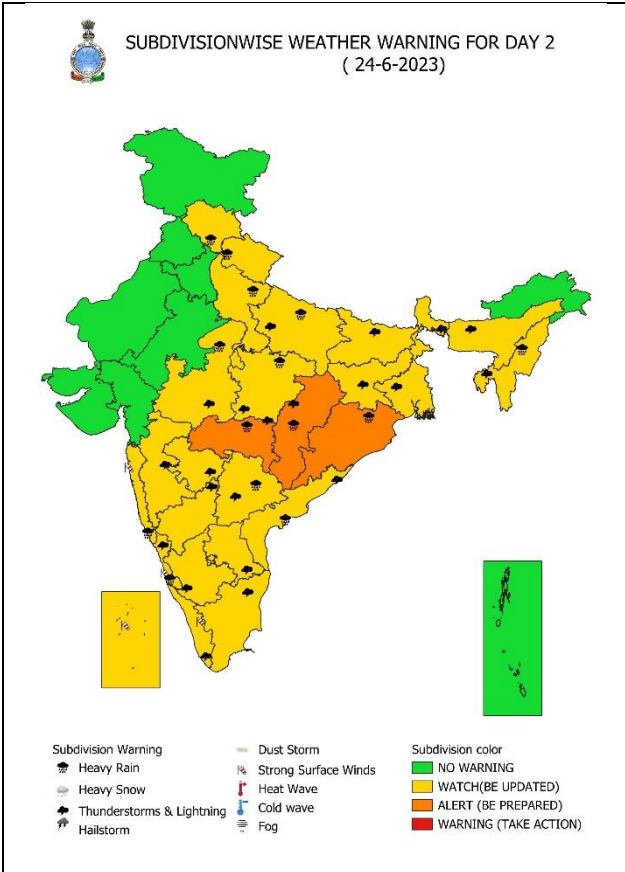 SUBDIVISIONWISE WEATHER WARNING FOR DAY 2
( 24-6-2023)
Subdivision Warning
Heavy Rain
Heavy Snow
Thunderstorms & Lightning
Hailstorm
Dust Storm
Strong Surface Winds
Heat Wave
Cold wave
Fog
Subdivision color
NO WARNING
WATCH(BE UPDATED)
ALERT (BE PREPARED)
WARNING (TAKE ACTION)